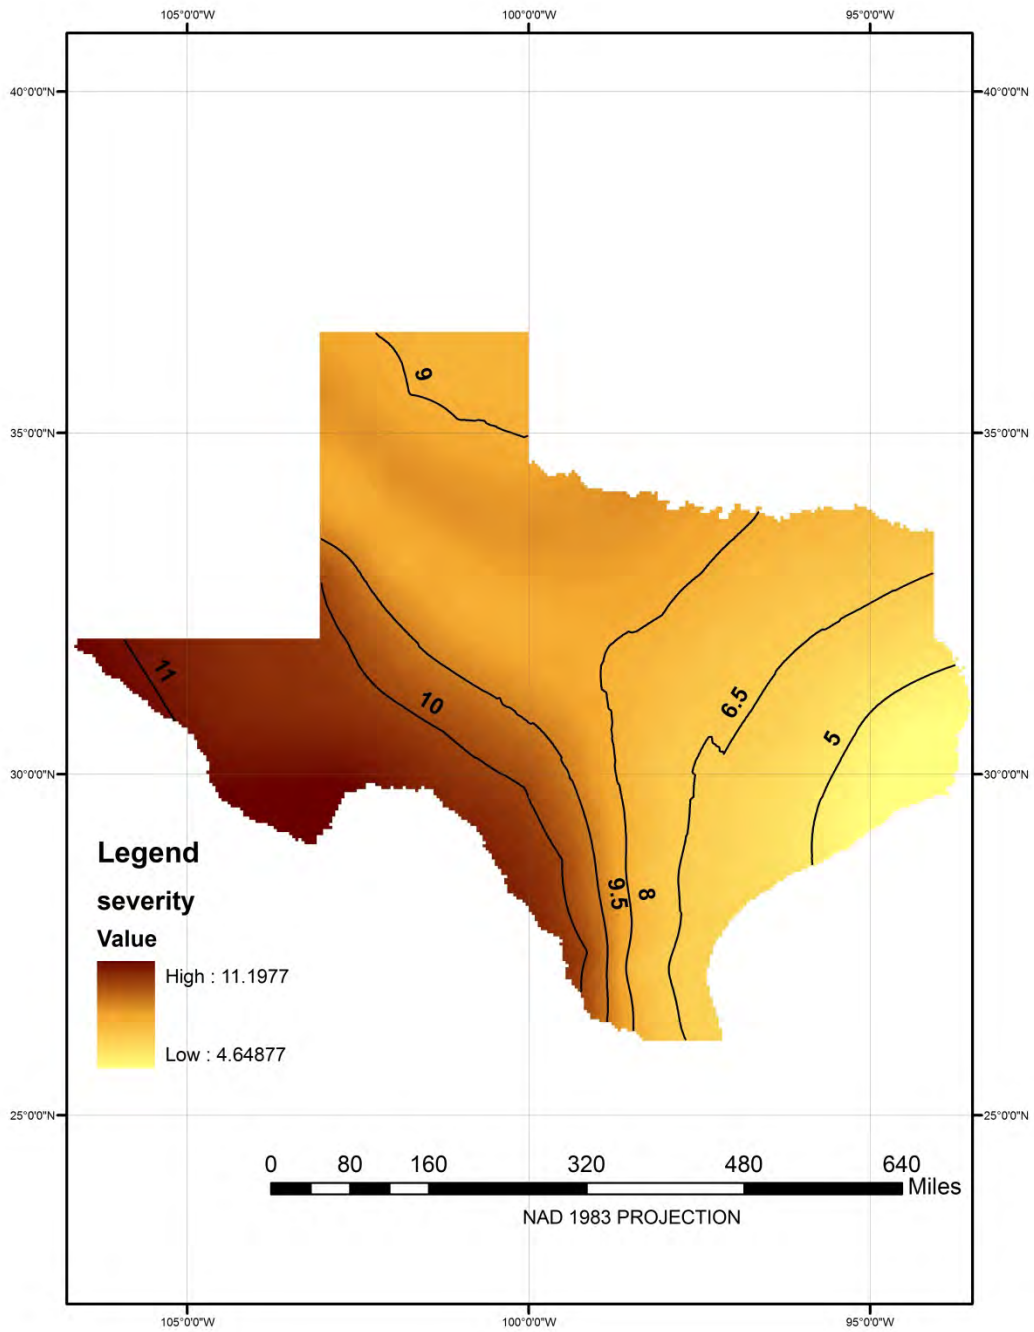 105°0'0"W 100°0'0"W 95°0'0"W
40°0'0"N 40°0'0"N
9
35°0'0"N 35°0'0"N
11
10
6.5
5
30°0'0"N 30°0'0"N
9.5
8
Legend
severity
Value
High : 11.1977
Low : 4.64877
25°0'0"N 25°0'0"N
0 80 160 320 480 640
Miles
NAD 1983 PROJECTION
105°0'0"W 100°0'0"W 95°0'0"W